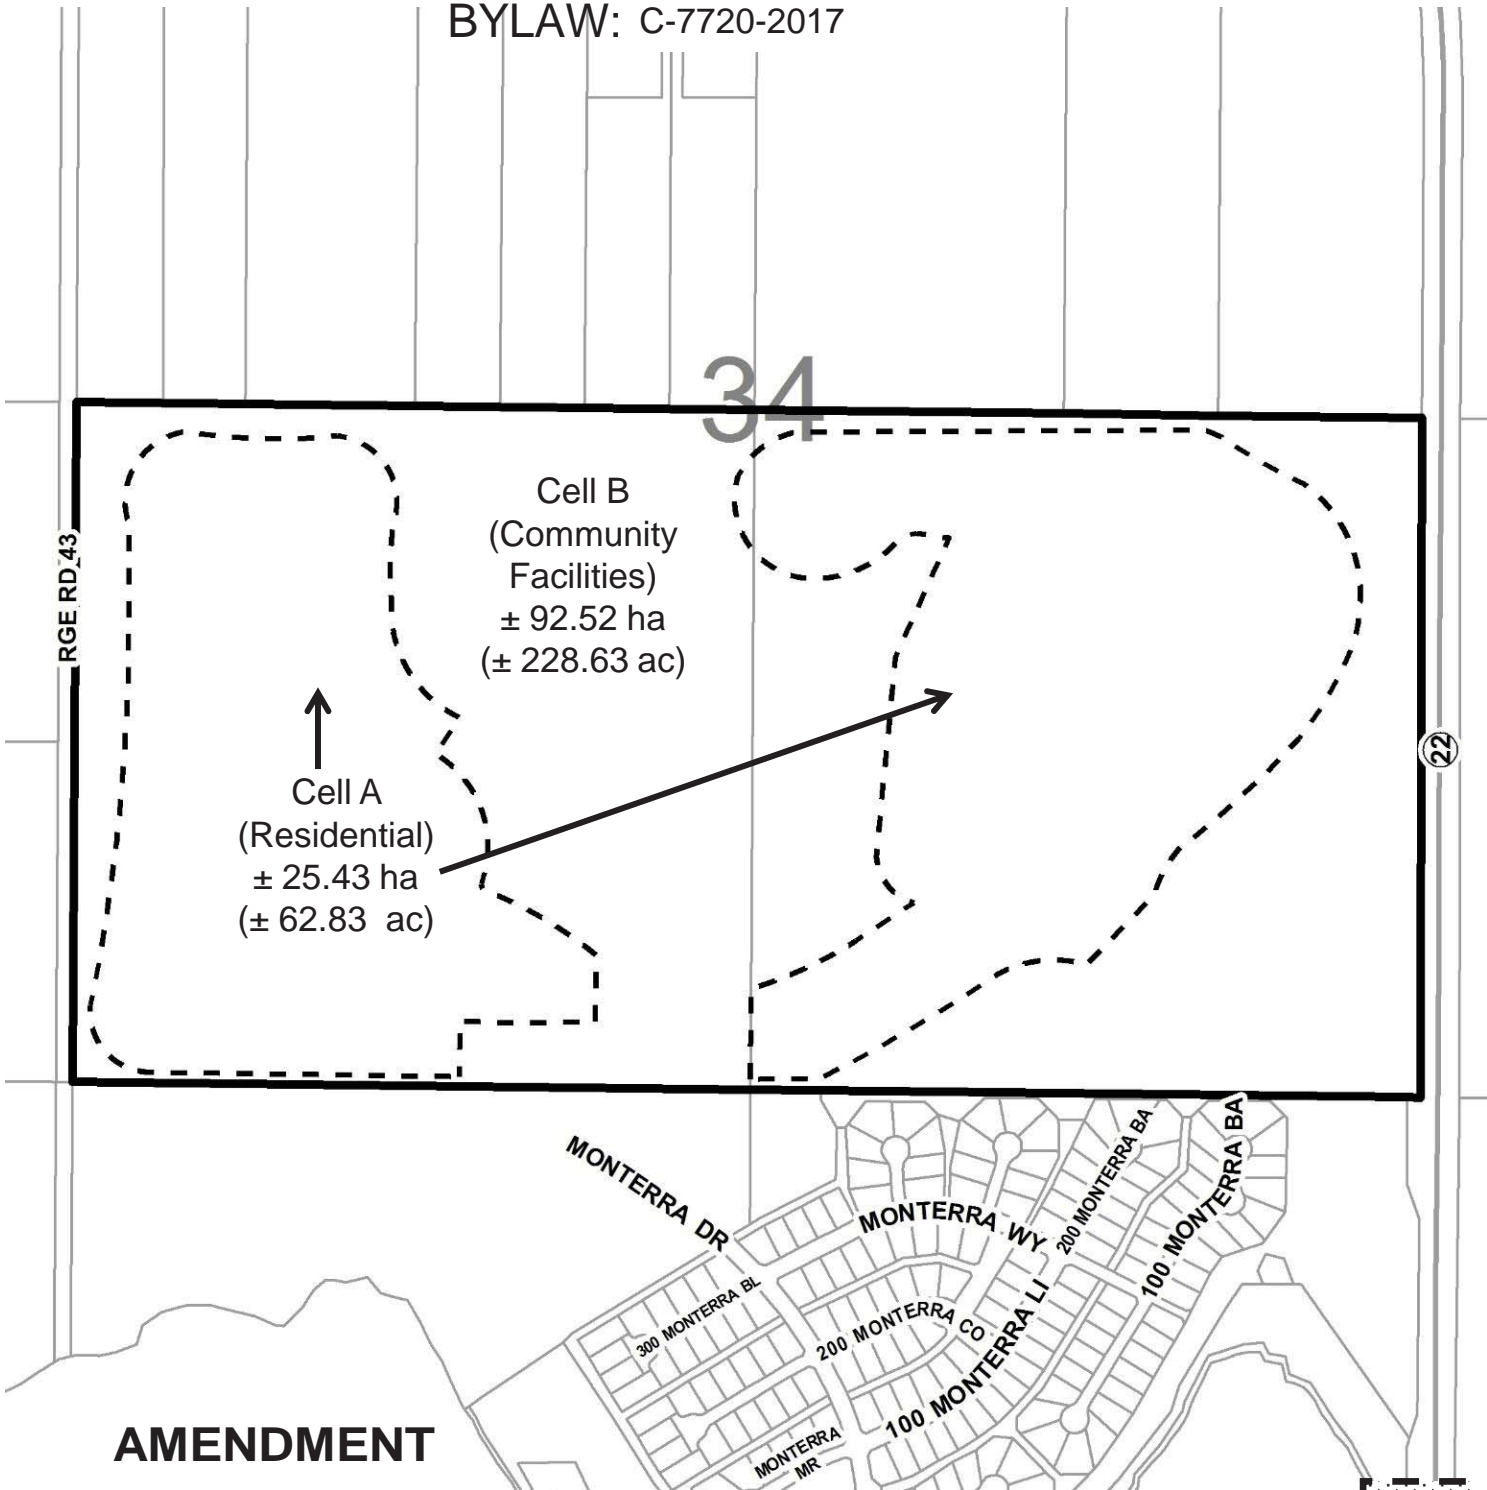 BYLAW: C-7720-2017
34
Cell B
(Community
Facilities)
± 92.52 ha
(± 228.63 ac)
RGE RD 43
22
Cell A
(Residential)
± 25.43 ha
(± 62.83 ac)
MONTERRA DR
MONTERRA WY
200 MONTERRA BA
100 MONTERRA BA
300 MONTERRA BL
200 MONTERRA CO
100 MONTERRA LI
MONTERRA
MR
AMENDMENT